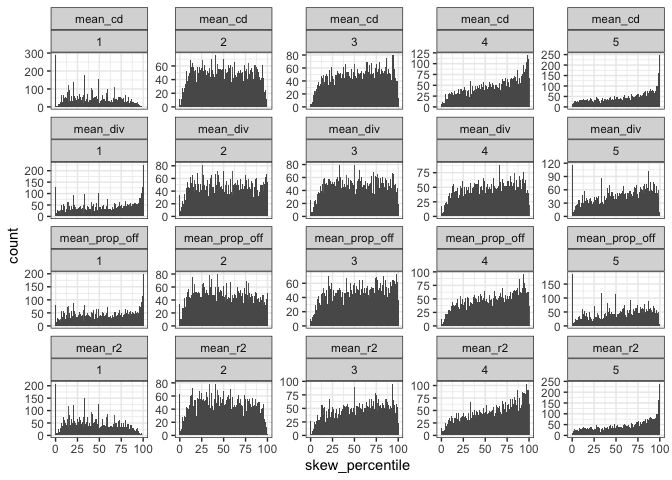 mean_cd mean_cd mean_cd mean_cd mean_cd
1 2 3 4 5
300 200 100 0
60 40 20 0
80 60 40 20 0
125 100 75 50 25 0
250 200 150 100 50 0
mean_div mean_div mean_div mean_div mean_div
1 2 3 4 5
200 150 100 50 0
80 60 40 20 0
80 60 40 20 0
75 50 25 0
120 90 60 30 0
mean_prop_off mean_prop_off mean_prop_off mean_prop_off mean_prop_off
1 2 3 4 5
200 150 100 50 0
80 60 40 20 0
60 40 20 0
100 75 50 25 0
150 100 50 0
mean_r2 mean_r2 mean_r2 mean_r2 mean_r2
1 2 3 4 5
200 150 100 50 0
80 60 40 20 0
100 75 50 25 0
100 75 50 25 0
250 200 150 100 50 0
0 25 50 75 100 0 25 50 75 100 0 25 50 75 100 0 25 50 75 100 0 25 50 75 100
skew_percentile
count